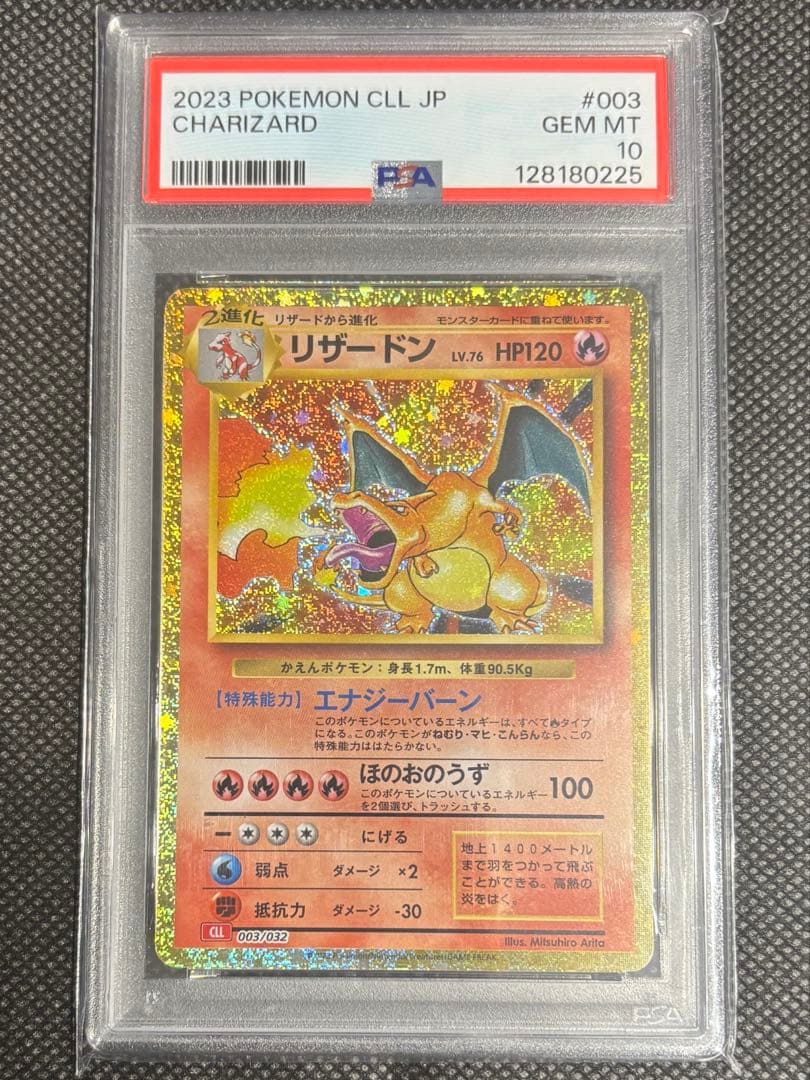 2023 POKEMON CLL JP #003
CHARIZARD GEM MT
10
PSA 128180225
2進化 リザードから進化 モンスターカードに重ねて使います。
リザードン LV.76 HP120
かえんポケモン：身長1.7m、体重90.5Kg
【特殊能力】エナジーバーン
このポケモンについているエネルギーは、すべて🔥タイプ
になる。このポケモンがねむり・マヒ・こんらんなら、この
特殊能力ははたらかない。
ほのおのうず 100
このポケモンについているエネルギー
を2個選び、トラッシュする。
にげる
弱点 ダメージ ×2
抵抗力 ダメージ -30
地上1400メートル
まで羽をつかって飛ぶ
ことができる。高熱の
炎をはく。
CLL 003/032
Illus. Mitsuhiro Arita
GAME FREAK
PSA